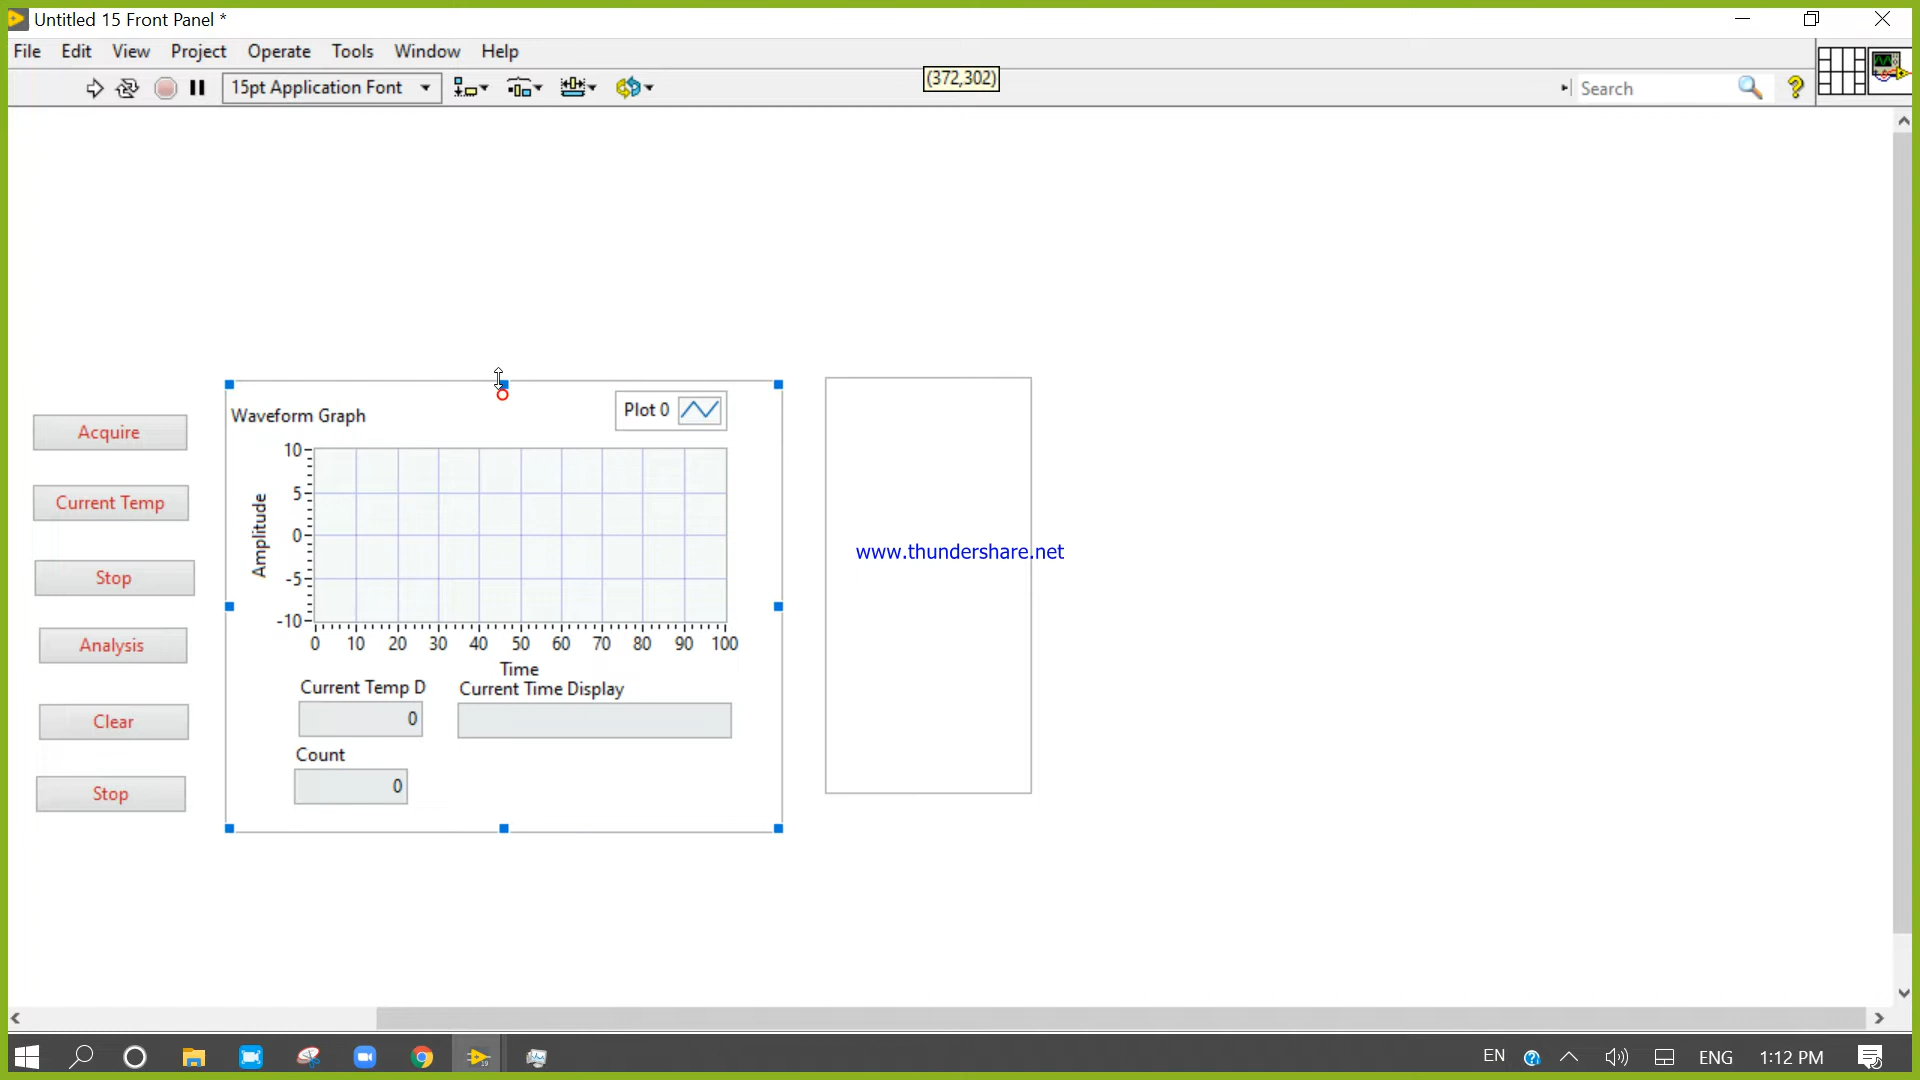 Untitled 15 Front Panel *
File Edit View Project Operate Tools Window Help
15pt Application Font
(372,302)
Search
?
Waveform Graph
Plot 0
Amplitude
10
5
0
-5
-10
0 10 20 30 40 50 60 70 80 90 100
Time
Acquire
Current Temp
Stop
Analysis
Clear
Stop
Current Temp D
0
Current Time Display
Count
0
www.thundershare.net
EN
ENG
1:12 PM